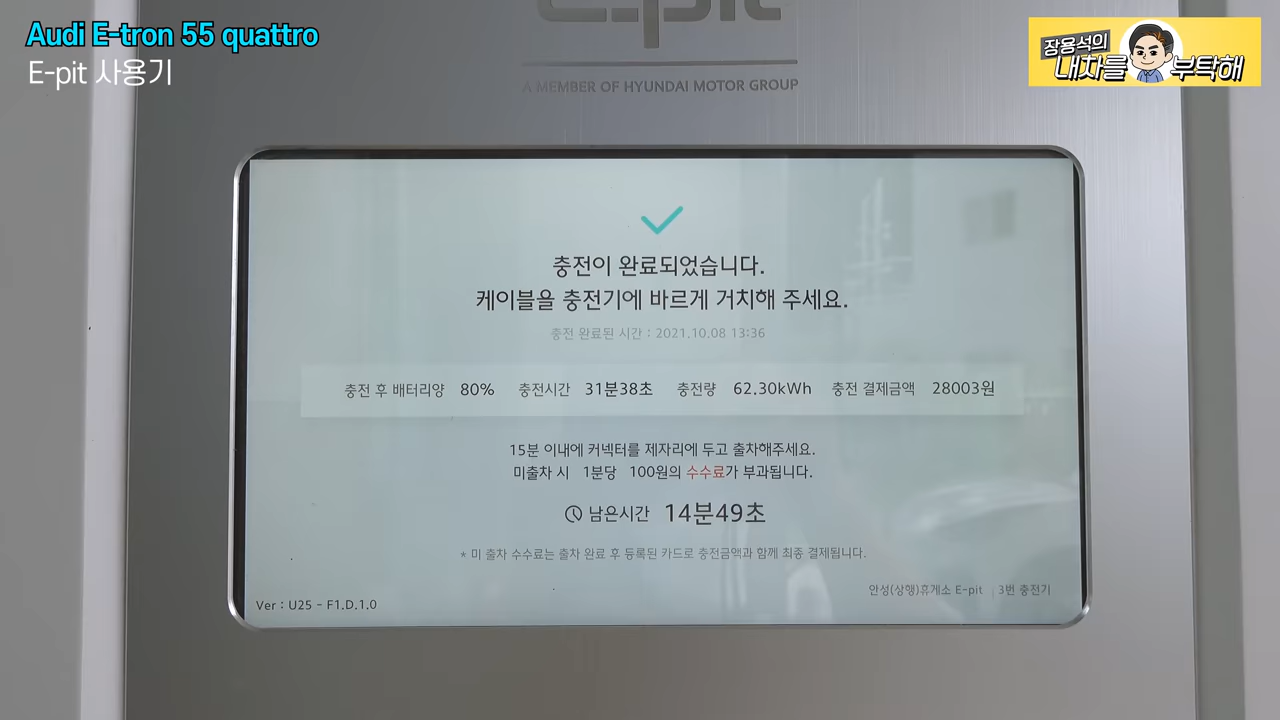 Audi E-tron 55 quattro
E-pit 사용기
장용석의
내차를 부탁해
A MEMBER OF HYUNDAI MOTOR GROUP
충전이 완료되었습니다.
케이블을 충전기에 바르게 거치해 주세요.
충전 완료된 시간 : 2021.10.08 13:36
충전 후 배터리양 80% 충전시간 31분38초 충전량 62.30kWh 충전 결제금액 28003원
15분 이내에 커넥터를 제자리에 두고 출차해주세요.
미출차 시 1분당 100원의 수수료가 부과됩니다.
남은시간 14분49초
* 미 출차 수수료는 출차 완료 후 등록된 카드로 충전금액과 함께 최종 결제됩니다.
안성(상행)휴게소 E-pit 3번 충전기
Ver : U25 - F1.D.1.0